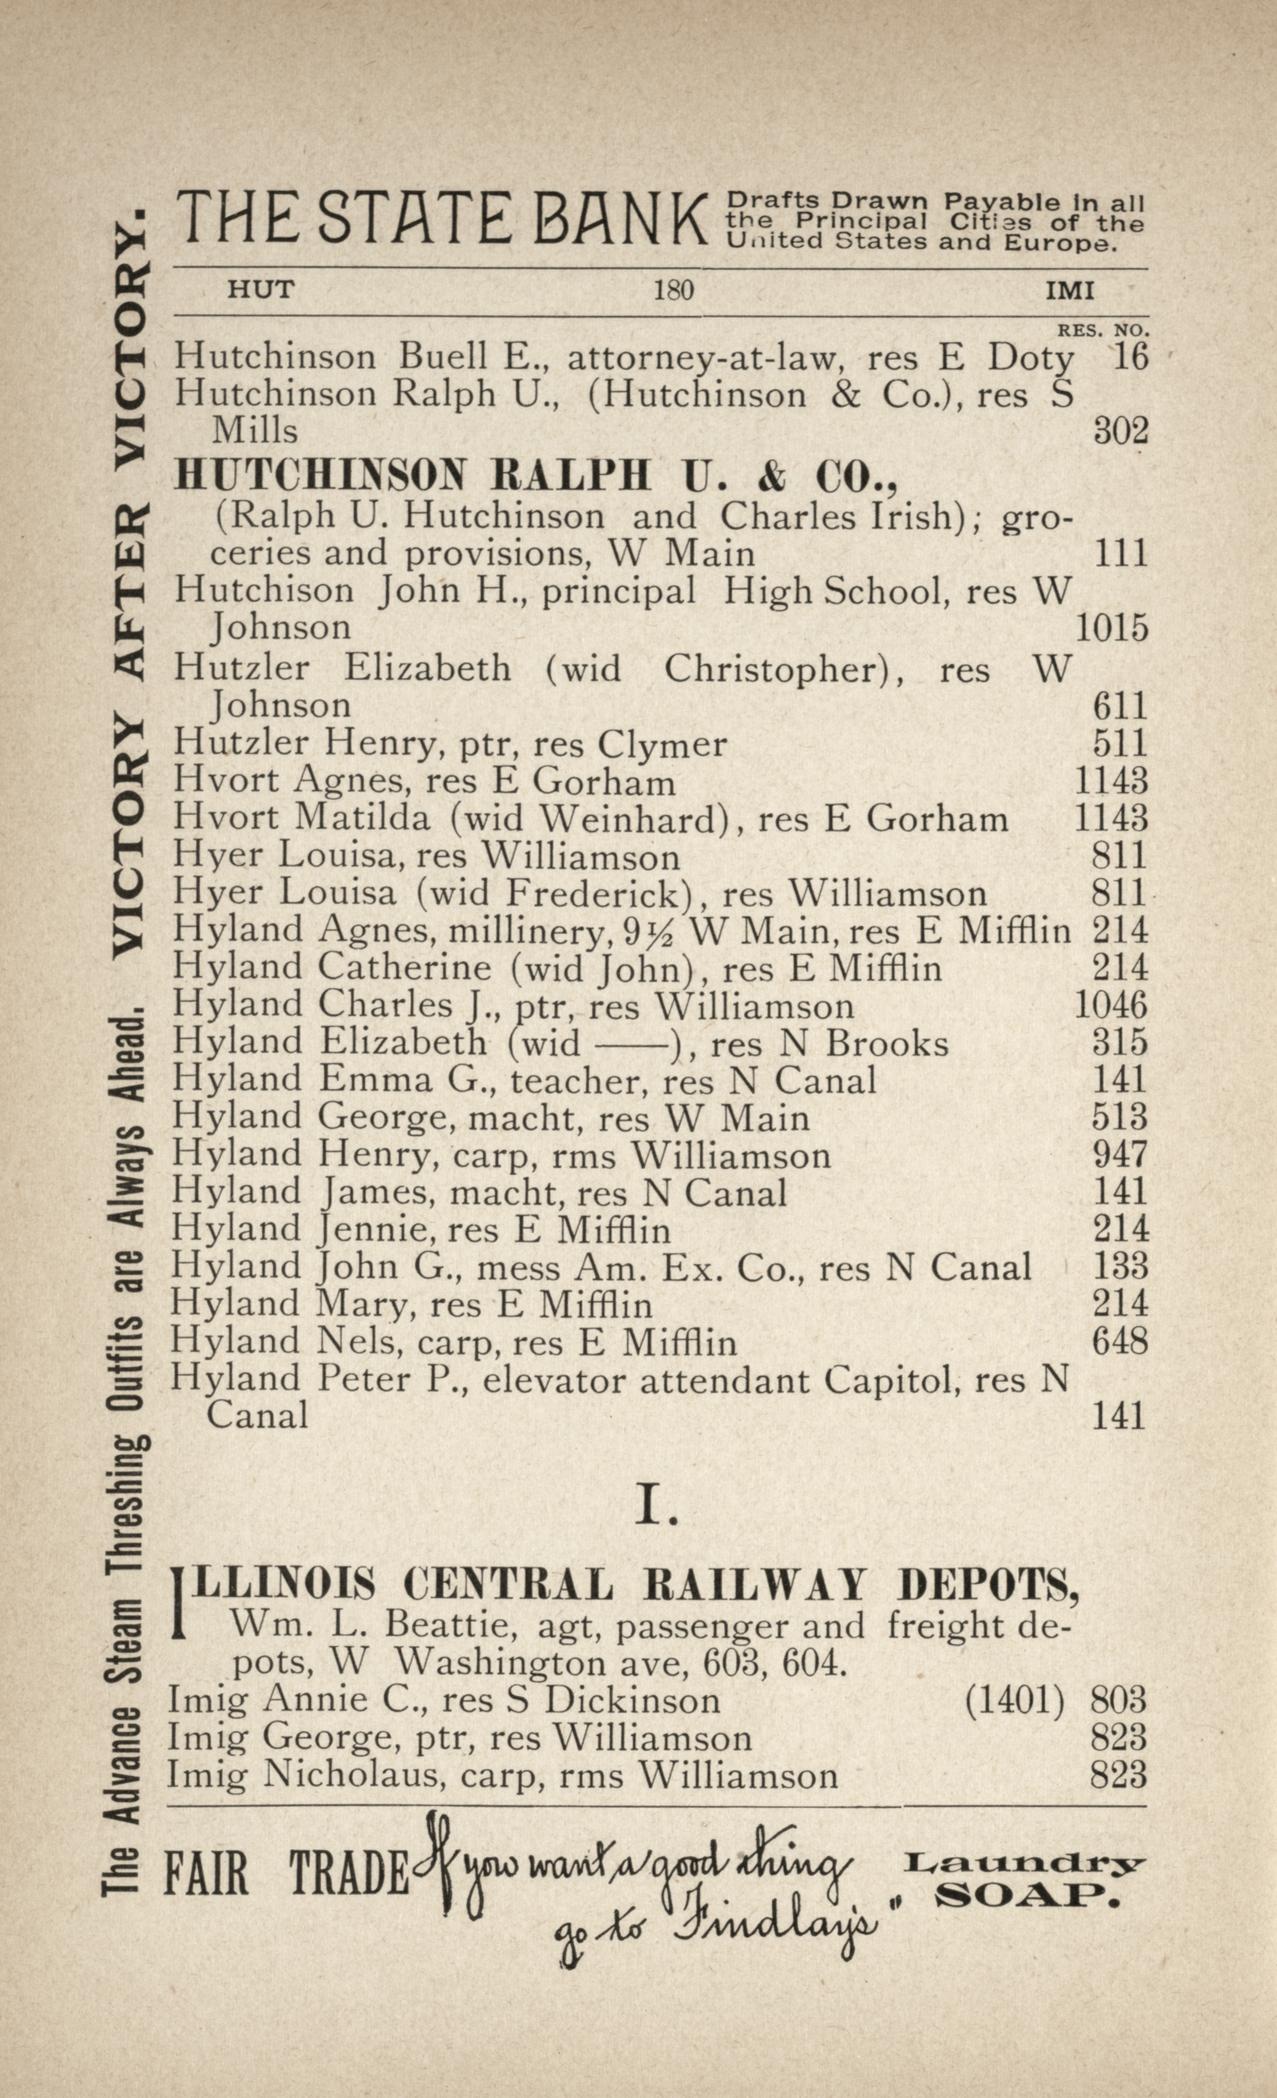 THE STATE BANK
Drafts Drawn Payable in all
the Principal Cities of the
United States and Europe.
HUT 180 IMI
RES. NO.
Hutchinson Buell E., attorney-at-law, res E Doty 16
Hutchinson Ralph U., (Hutchinson & Co.), res S
Mills 302
HUTCHINSON RALPH U. & CO.,
(Ralph U. Hutchinson and Charles Irish); gro-
ceries and provisions, W Main 111
Hutchison John H., principal High School, res W
Johnson 1015
Hutzler Elizabeth (wid Christopher), res W
Johnson 611
Hutzler Henry, ptr, res Clymer 511
Hvort Agnes, res E Gorham 1143
Hvort Matilda (wid Weinhard), res E Gorham 1143
Hyer Louisa, res Williamson 811
Hyer Louisa (wid Frederick), res Williamson 811
Hyland Agnes, millinery, 9½ W Main, res E Mifflin 214
Hyland Catherine (wid John), res E Mifflin 214
Hyland Charles J., ptr, res Williamson 1046
Hyland Elizabeth (wid ——), res N Brooks 315
Hyland Emma G., teacher, res N Canal 141
Hyland George, macht, res W Main 513
Hyland Henry, carp, rms Williamson 947
Hyland James, macht, res N Canal 141
Hyland Jennie, res E Mifflin 214
Hyland John G., mess Am. Ex. Co., res N Canal 133
Hyland Mary, res E Mifflin 214
Hyland Nels, carp, res E Mifflin 648
Hyland Peter P., elevator attendant Capitol, res N
Canal 141
I.
ILLINOIS CENTRAL RAILWAY DEPOTS,
Wm. L. Beattie, agt, passenger and freight de-
pots, W Washington ave, 603, 604.
Imig Annie C., res S Dickinson (1401) 803
Imig George, ptr, res Williamson 823
Imig Nicholaus, carp, rms Williamson 823
FAIR TRADE
If you want a good thing
go to Findlay's"
Laundry
SOAP.
The Advance Steam Threshing Outfits are Always Ahead. VICTORY AFTER VICTORY.